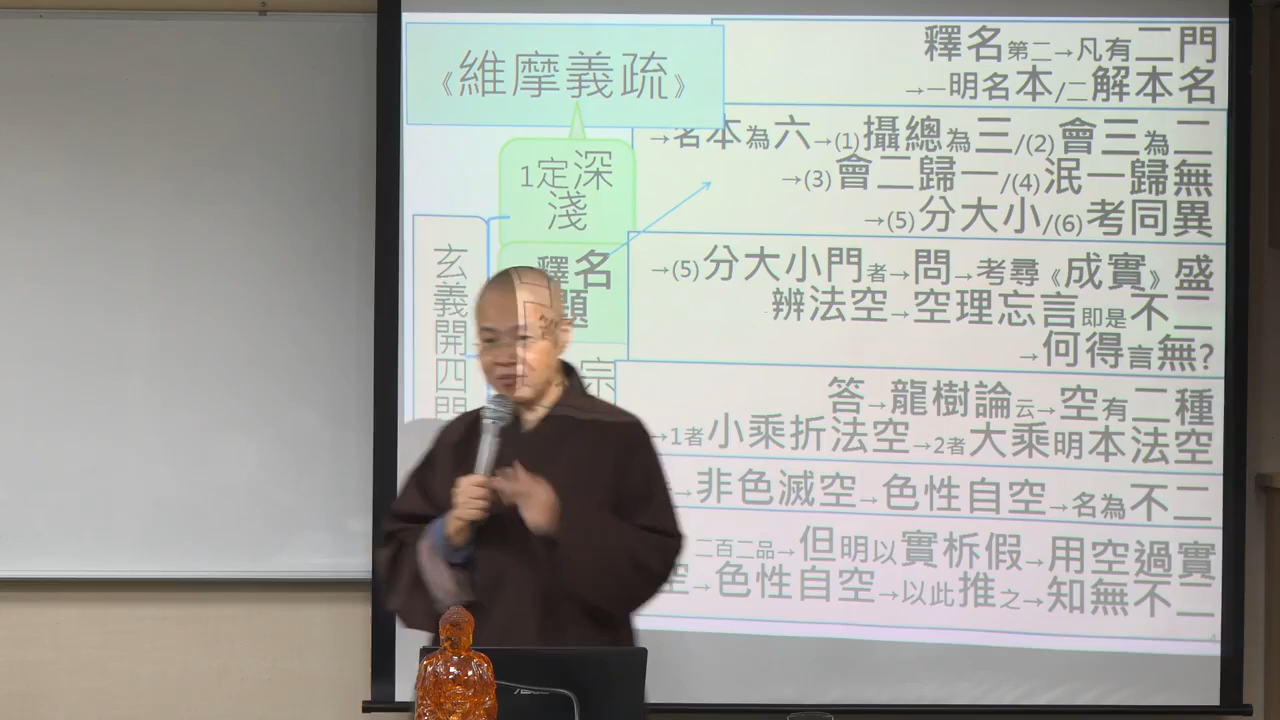 《維摩義疏》
釋名第二→凡有二門
→一明名本/二解本名
→名本為六→(1)攝總為三/(2)會三為二
→(3)會二歸一/(4)泯一歸無
→(5)分大小/(6)考同異
1定深
淺
釋名
題
宗
玄義開四門
→(5)分大小門者→問→考尋《成實》盛
辨法空→空理忘言即是不二
→何得言無?
答→龍樹論云→空有二種
→1者小乘折法空→2者大乘明本法空
→非色滅空→色性自空→名為不二
二百二品→但明以實析假→用空過實
空→色性自空→以此推之→知無不二